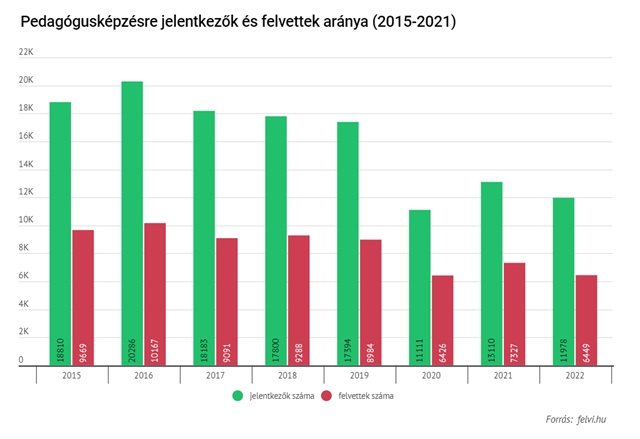 Pedagógusképzésre jelentkezők és felvettek aránya (2015-2021)
22K
20K
18K
16K
14K
12K
10K
8K
6K
4K
2K
0
18810 9669 20286 10167 18183 9091 17800 9288 17394 8984 11111 6426 13110 7327 11978 6449
2015 2016 2017 2018 2019 2020 2021 2022
jelentkezők száma felvettek száma
Forrás: felvi.hu